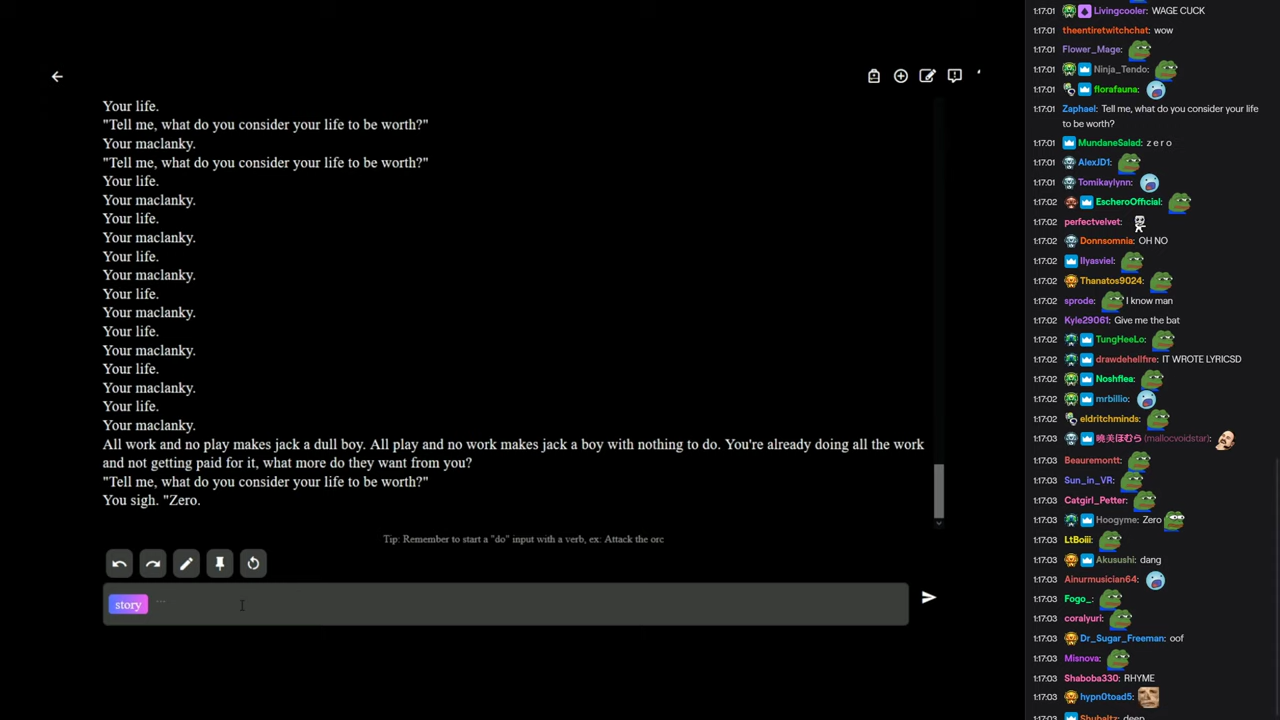 Your life.
"Tell me, what do you consider your life to be worth?"
Your maclanky.
"Tell me, what do you consider your life to be worth?"
Your life.
Your maclanky.
Your life.
Your maclanky.
Your life.
Your maclanky.
Your life.
Your maclanky.
Your life.
Your maclanky.
Your life.
Your maclanky.
Your life.
Your maclanky.
All work and no play makes jack a dull boy. All play and no work makes jack a boy with nothing to do. You're already doing all the work
and not getting paid for it, what more do they want from you?
"Tell me, what do you consider your life to be worth?"
You sigh. "Zero.
Tip: Remember to start a "do" input with a verb, ex: Attack the orc
story ...
1:17:01 Livingcooler: WAGE CUCK
1:17:01 theentiretwitchchat: wow
1:17:01 Flower_Mage:
1:17:01 Ninja_Tendo:
1:17:01 florafauna:
1:17:01 Zaphael: Tell me, what do you consider your life
to be worth?
1:17:01 MundaneSalad: z e r o
1:17:01 AlexJD1:
1:17:01 Tomikaylynn:
1:17:02 EscheroOfficial:
1:17:02 perfectvelvet:
1:17:02 Donnsomnia: OH NO
1:17:02 Ilyasviel:
1:17:02 Thanatos9024:
1:17:02 sprode: I know man
1:17:02 Kyle29061: Give me the bat
1:17:02 TungHeeLo:
1:17:02 drawdehellfire: IT WROTE LYRICSD
1:17:02 Noshflea:
1:17:02 mrbillio:
1:17:02 eldritchminds:
1:17:03 暁美ほむら (mallocvoidstar):
1:17:03 Beauremontt:
1:17:03 Sun_in_VR:
1:17:03 Catgirl_Petter:
1:17:03 Hoogyme: Zero
1:17:03 LtBoiii:
1:17:03 Akusushi: dang
1:17:03 Ainurmusician64:
1:17:03 Fogo_:
1:17:03 coralyuri:
1:17:03 Dr_Sugar_Freeman: oof
1:17:03 Misnova:
1:17:03 Shaboba330: RHYME
1:17:03 hypn0toad5:
1:17:03 Shubaltz: deep